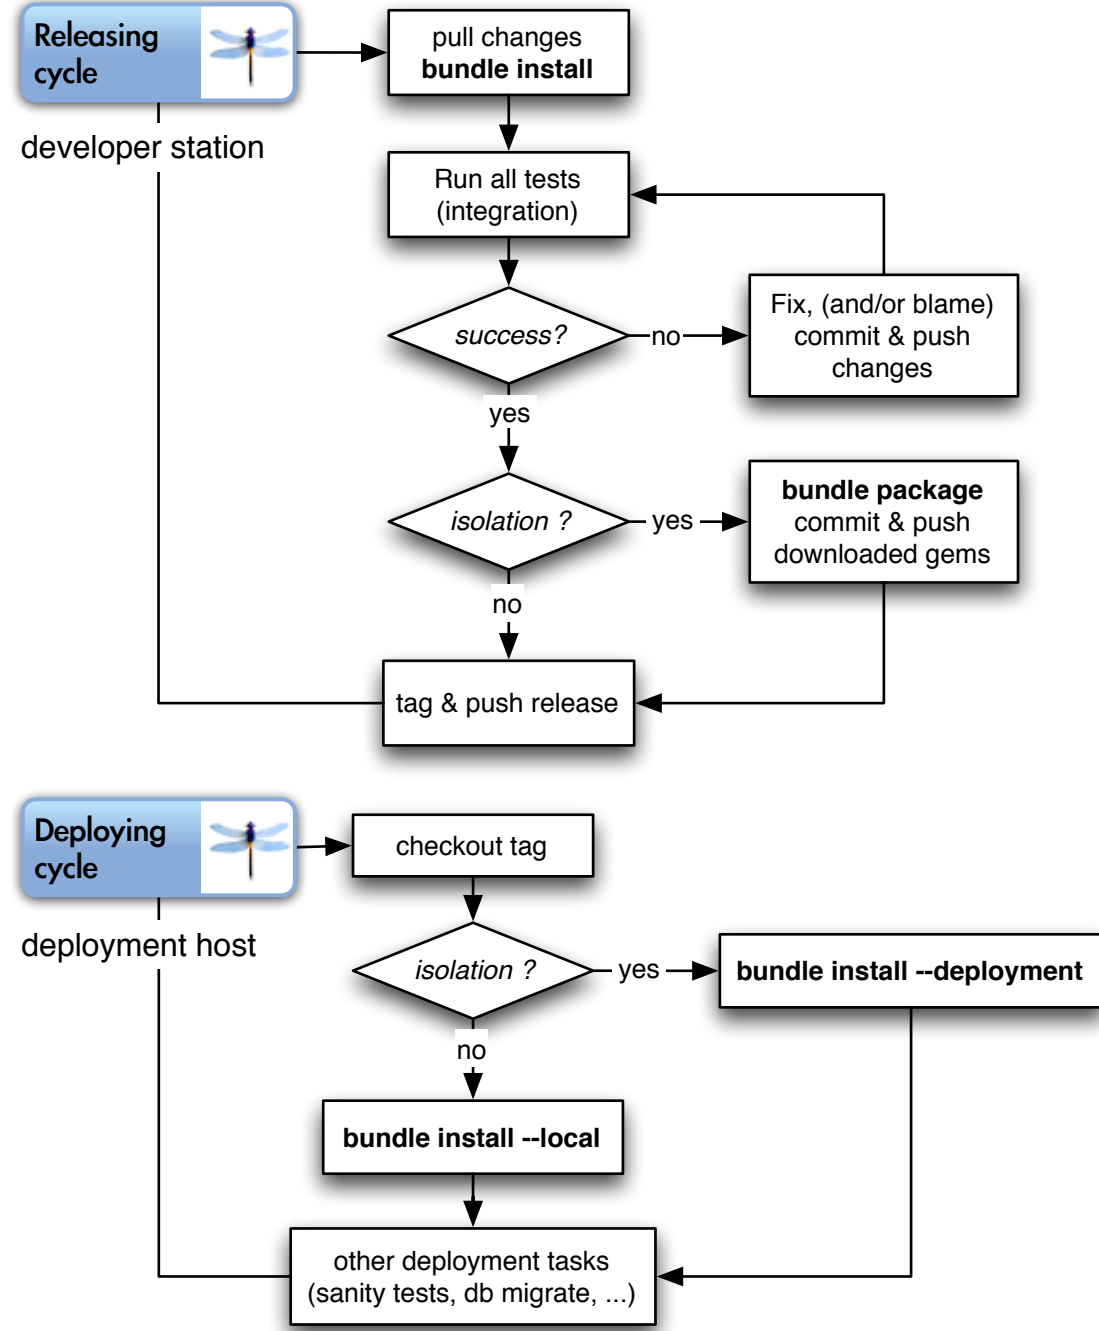 Releasing
cycle
developer station
pull changes
bundle install
Run all tests
(integration)
success?
no
Fix, (and/or blame)
commit & push
changes
yes
isolation ?
yes
bundle package
commit & push
downloaded gems
no
tag & push release
Deploying
cycle
deployment host
checkout tag
isolation ?
yes
bundle install --deployment
no
bundle install --local
other deployment tasks
(sanity tests, db migrate, ...)